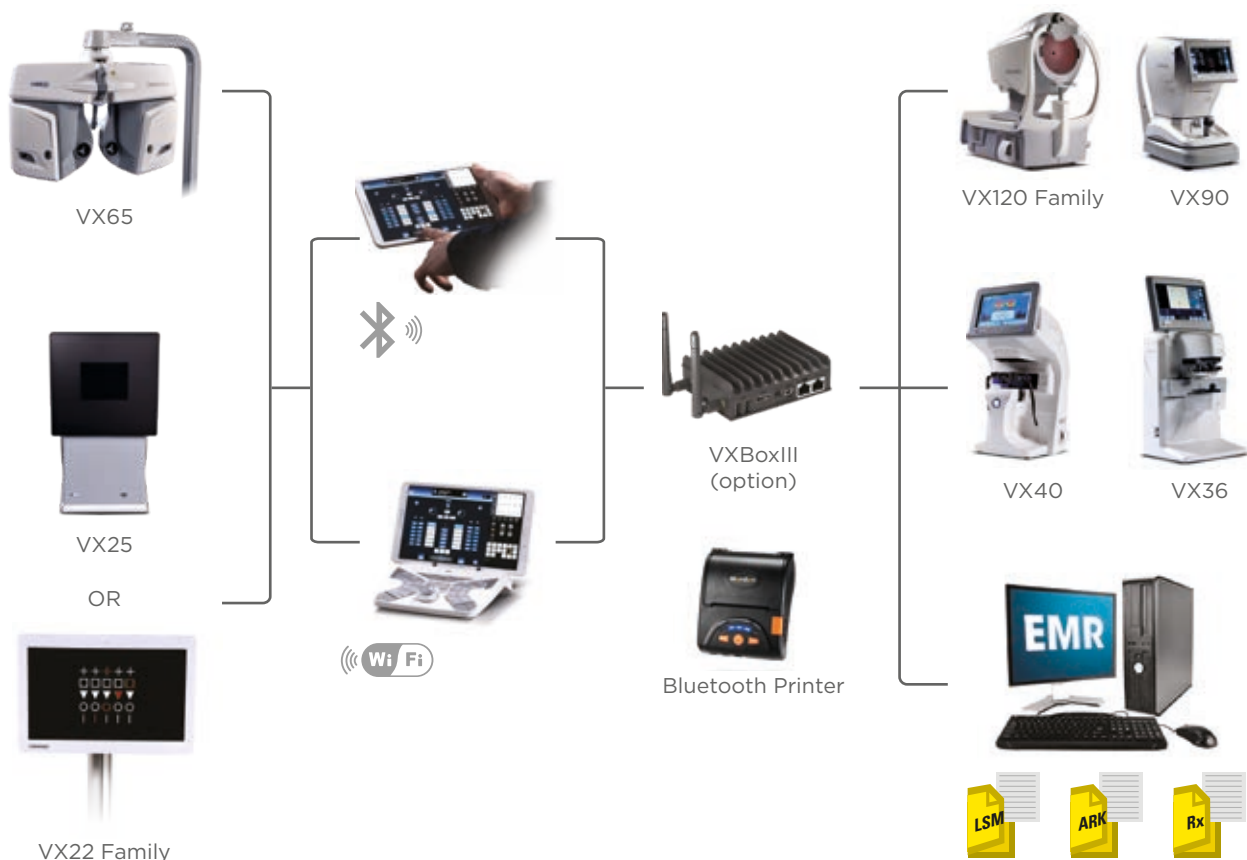 VX65
VX25
OR
VX22 Family
Wi Fi
VXBoxIII
(option)
Bluetooth Printer
VX120 Family
VX90
VX40
VX36
EMR
LSM
ARK
Rx